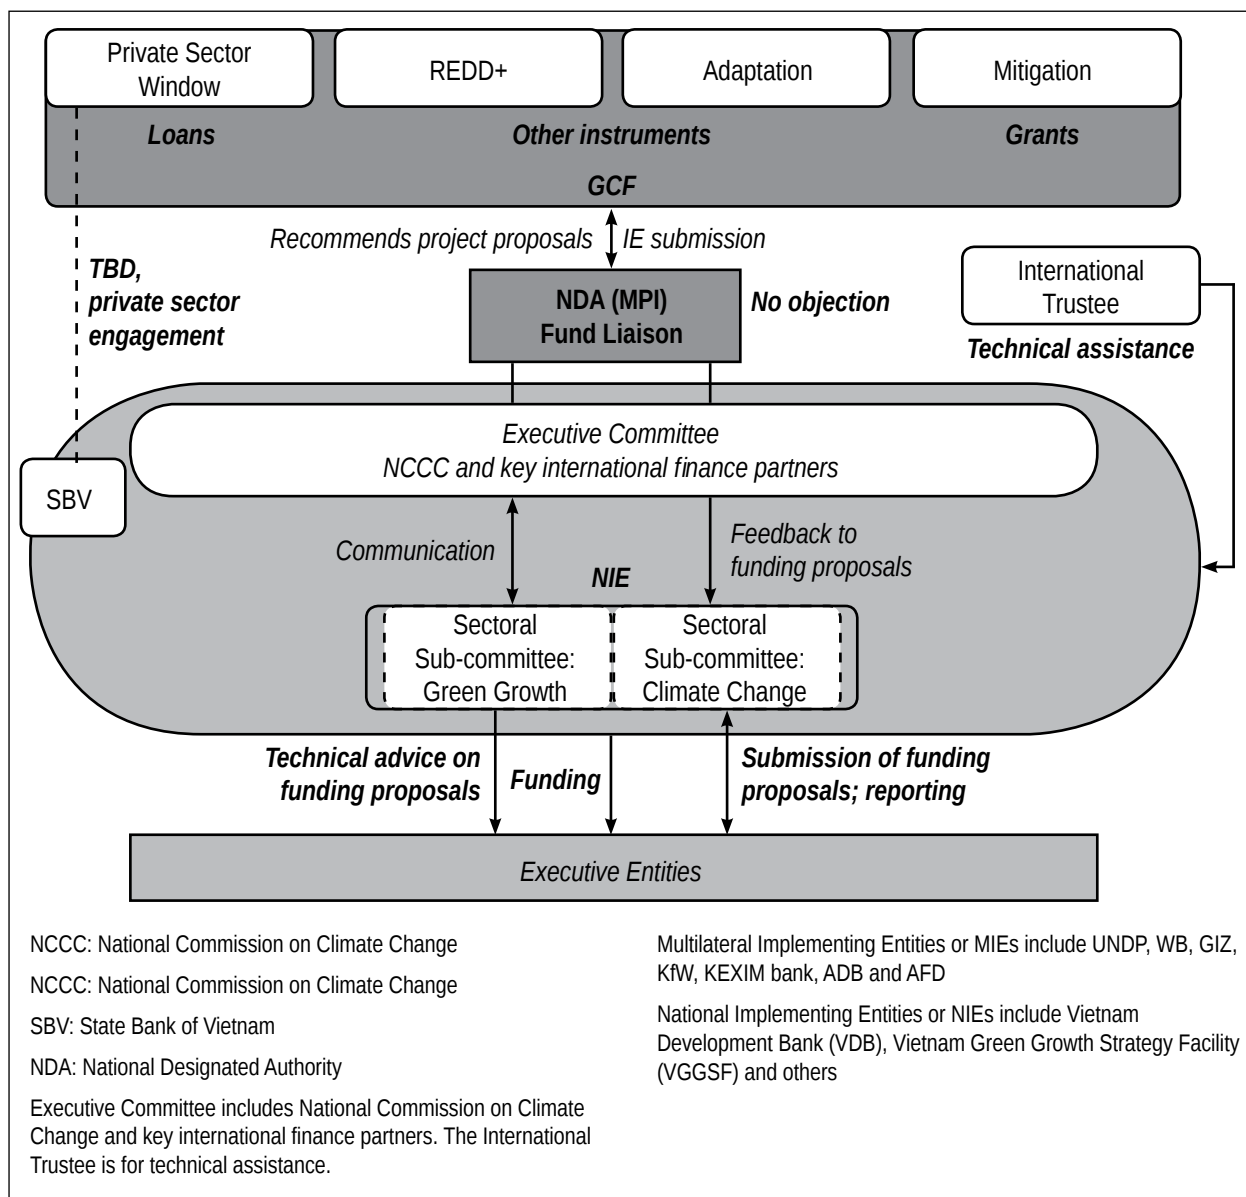 Private Sector
Window
REDD+
Adaptation
Mitigation
Loans
Other instruments
Grants
GCF
Recommends project proposals
IE submission
TBD,
private sector
engagement
NDA (MPI)
Fund Liaison
No objection
International
Trustee
Technical assistance
Executive Committee
NCCC and key international finance partners
SBV
Communication
Feedback to
funding proposals
NIE
Sectoral
Sub-committee:
Green Growth
Sectoral
Sub-committee:
Climate Change
Technical advice on
funding proposals
Funding
Submission of funding
proposals; reporting
Executive Entities
NCCC: National Commission on Climate Change
NCCC: National Commission on Climate Change
SBV: State Bank of Vietnam
NDA: National Designated Authority
Executive Committee includes National Commission on Climate
Change and key international finance partners. The International
Trustee is for technical assistance.
Multilateral Implementing Entities or MIEs include UNDP, WB, GIZ,
KfW, KEXIM bank, ADB and AFD
National Implementing Entities or NIEs include Vietnam
Development Bank (VDB), Vietnam Green Growth Strategy Facility
(VGGSF) and others